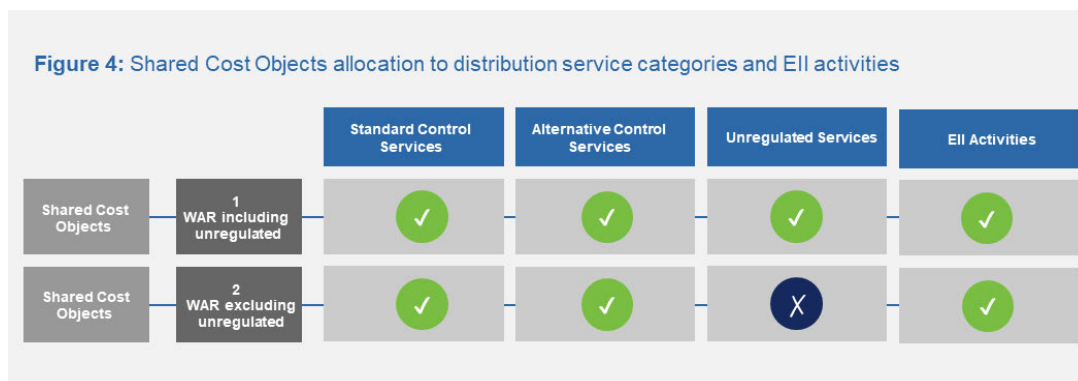 Figure 4: Shared Cost Objects allocation to distribution service categories and EII activities
Standard Control
Services
Alternative Control
Services
Unregulated Services
EII Activities
Shared Cost
Objects
1
WAR including
unregulated
✓ ✓ ✓ ✓
Shared Cost
Objects
2
WAR excluding
unregulated
✓ ✓ X ✓